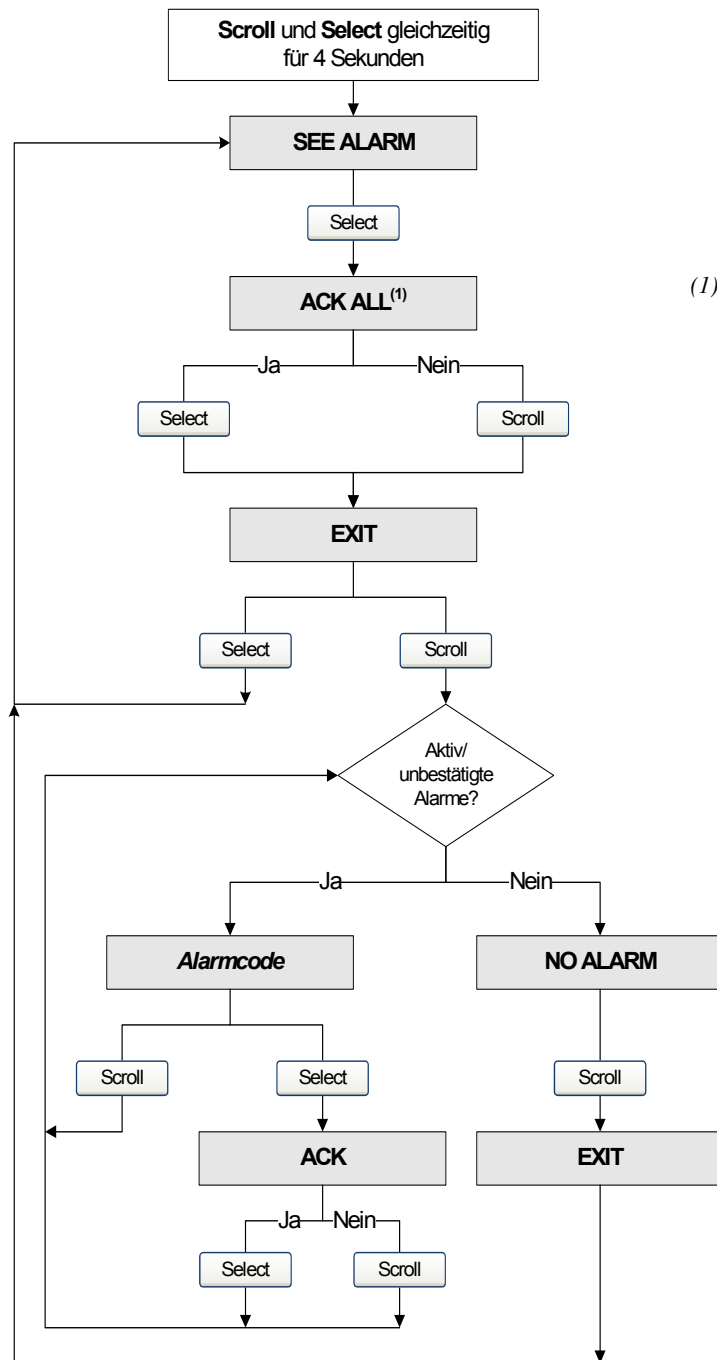 Scroll und Select gleichzeitig
für 4 Sekunden
SEE ALARM
Select
ACK ALL(1)
(1)
Ja Nein
Select Scroll
EXIT
Select Scroll
Aktiv/
unbestätigte
Alarme?
Ja Nein
Alarmcode NO ALARM
Scroll Select Scroll
ACK EXIT
Ja Nein
Select Scroll